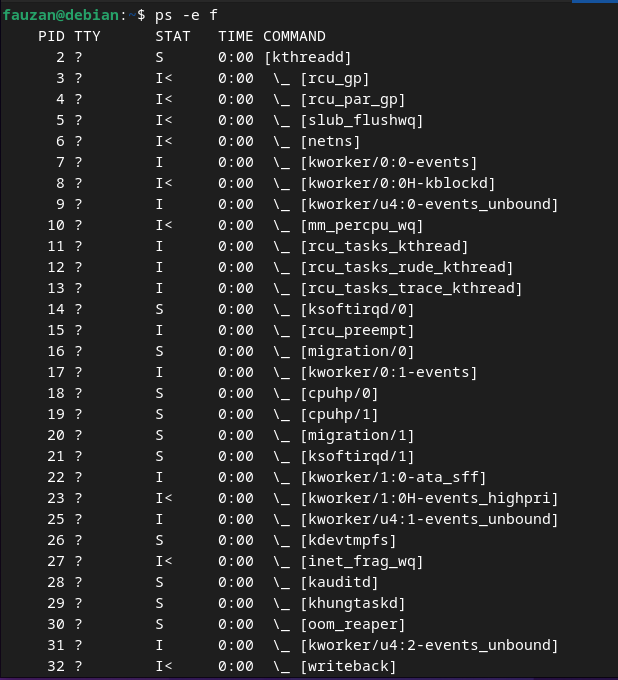 fauzan@debian:~$ ps -e f
PID TTY STAT TIME COMMAND
2 ? S 0:00 [kthreadd]
3 ? I< 0:00 \_ [rcu_gp]
4 ? I< 0:00 \_ [rcu_par_gp]
5 ? I< 0:00 \_ [slub_flushwq]
6 ? I< 0:00 \_ [netns]
7 ? I 0:00 \_ [kworker/0:0-events]
8 ? I< 0:00 \_ [kworker/0:0H-kblockd]
9 ? I 0:00 \_ [kworker/u4:0-events_unbound]
10 ? I< 0:00 \_ [mm_percpu_wq]
11 ? I 0:00 \_ [rcu_tasks_kthread]
12 ? I 0:00 \_ [rcu_tasks_rude_kthread]
13 ? I 0:00 \_ [rcu_tasks_trace_kthread]
14 ? S 0:00 \_ [ksoftirqd/0]
15 ? I 0:00 \_ [rcu_preempt]
16 ? S 0:00 \_ [migration/0]
17 ? I 0:00 \_ [kworker/0:1-events]
18 ? S 0:00 \_ [cpuhp/0]
19 ? S 0:00 \_ [cpuhp/1]
20 ? S 0:00 \_ [migration/1]
21 ? S 0:00 \_ [ksoftirqd/1]
22 ? I 0:00 \_ [kworker/1:0-ata_sff]
23 ? I< 0:00 \_ [kworker/1:0H-events_highpri]
25 ? I 0:00 \_ [kworker/u4:1-events_unbound]
26 ? S 0:00 \_ [kdevtmpfs]
27 ? I< 0:00 \_ [inet_frag_wq]
28 ? S 0:00 \_ [kauditd]
29 ? S 0:00 \_ [khungtaskd]
30 ? S 0:00 \_ [oom_reaper]
31 ? I 0:00 \_ [kworker/u4:2-events_unbound]
32 ? I< 0:00 \_ [writeback]